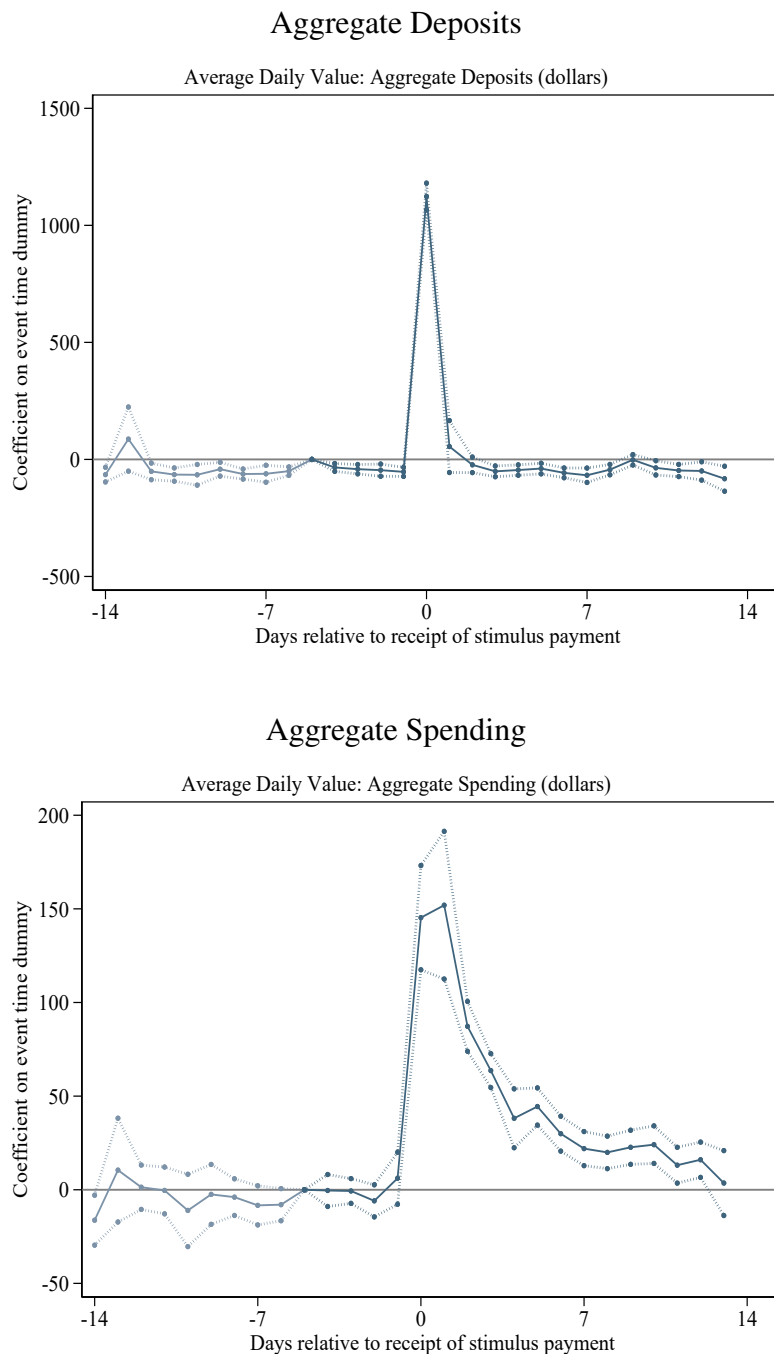 Aggregate Deposits
Average Daily Value: Aggregate Deposits (dollars)
Coefficient on event time dummy
1500
1000
500
0
-500
-14
-7
0
7
14
Days relative to receipt of stimulus payment
Aggregate Spending
Average Daily Value: Aggregate Spending (dollars)
Coefficient on event time dummy
200
150
100
50
0
-50
-14
-7
0
7
14
Days relative to receipt of stimulus payment